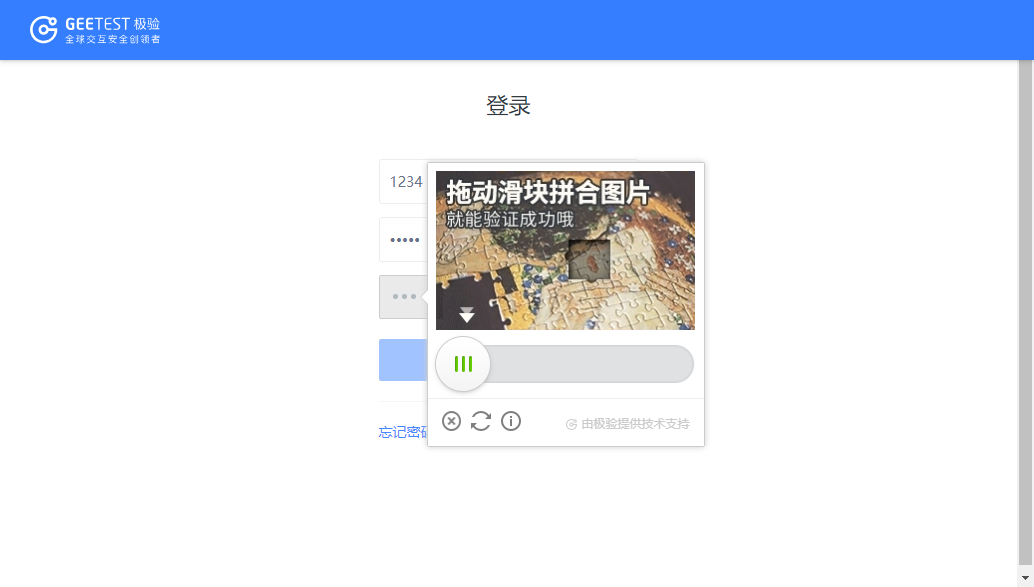 GEETEST 极验
全球交互安全创领者
登录
1234
拖动滑块拼合图片
就能验证成功哦
忘记密码
由极验提供技术支持